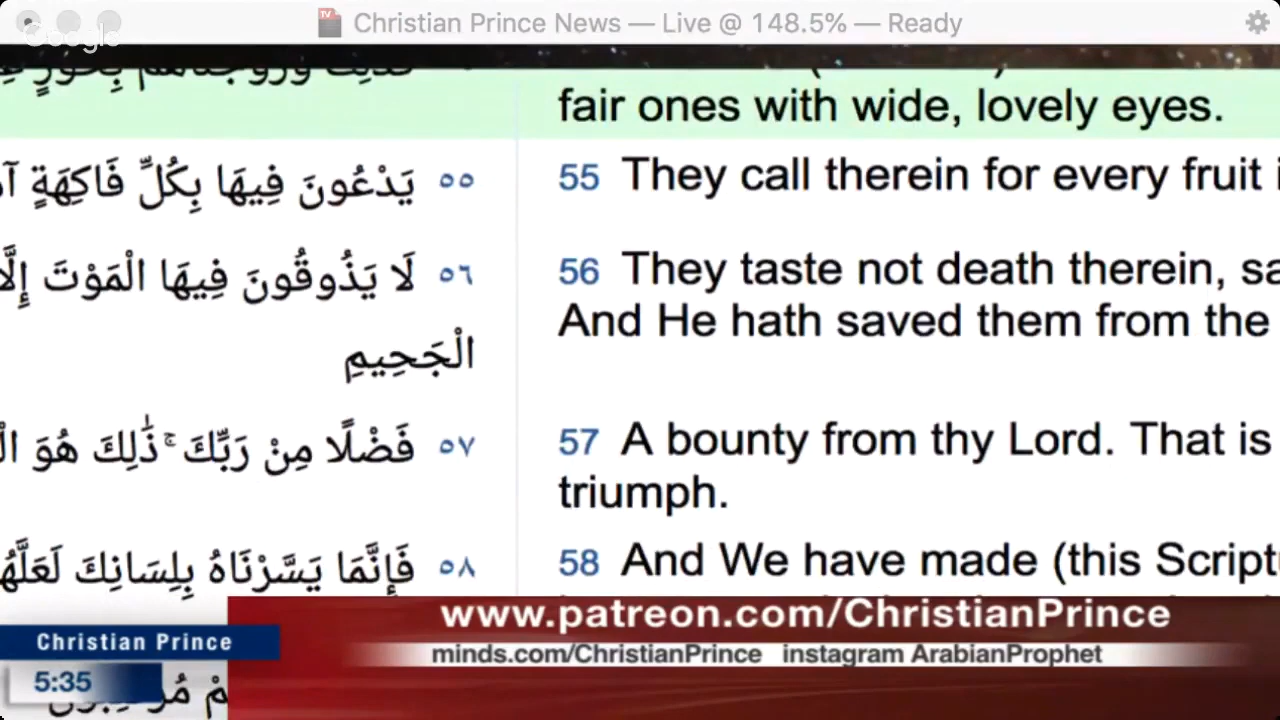 Christian Prince News — Live @ 148.5% — Ready
Google
fair ones with wide, lovely eyes.
٥٥ يَدْعُونَ فِيهَا بِكُلِّ فَاكِهَةٍ
55 They call therein for every fruit
٥٦ لَا يَذُوقُونَ فِيهَا الْمَوْتَ إِلَّا
الْجَحِيمِ
56 They taste not death therein,
And He hath saved them from the
٥٧ فَضْلًا مِنْ رَبِّكَ ۚ ذَٰلِكَ هُوَ
57 A bounty from thy Lord. That is
triumph.
٥٨ فَإِنَّمَا يَسَّرْنَاهُ بِلِسَانِكَ
58 And We have made (this
www.patreon.com/ChristianPrince
minds.com/ChristianPrince instagram ArabianProphet
Christian Prince
5:35